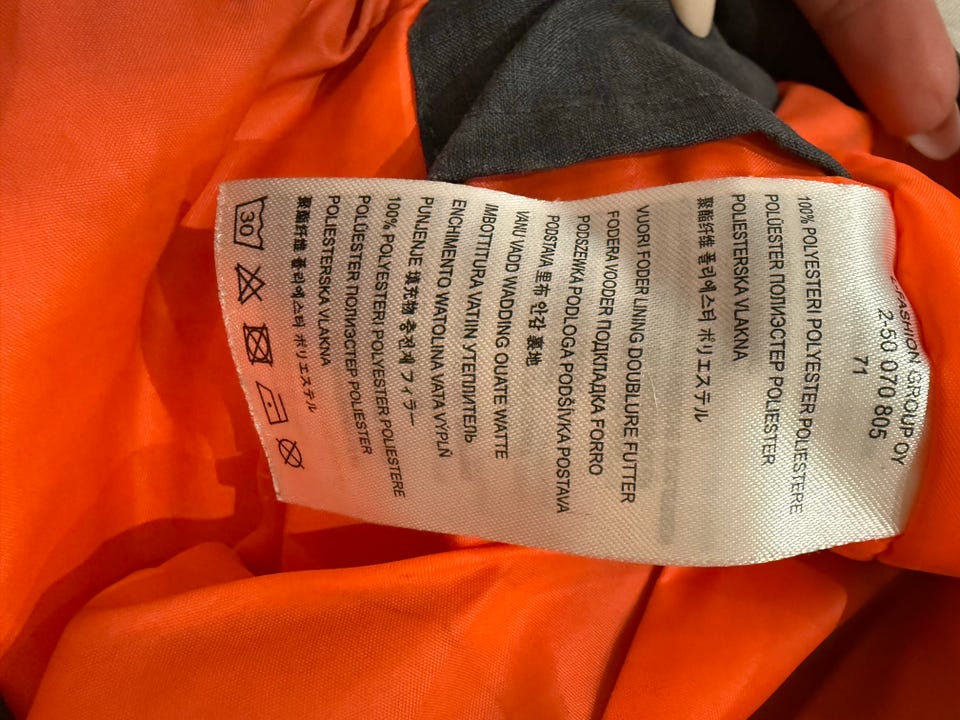 FASHION GROUP OY
2-50 070 805
71
100% POLYESTERI POLYESTER POLIESTERE
POLÜESTER ПОЛИЭСТЕР POLIESTER
POLIESTERSKA VLAKNA
聚酯纤维 폴리에스터 ポリエステル
VUORI FODER LINING DOUBLURE FUTTER
FODERA VOODER ПОДКЛАДКА FORRO
PODSZEWKA PODLOGA PODŠÍVKA POSTAVA
PODSTAVA 里布 안감 裏地
VANU VADD WADDING OUATE WATTE
IMBOTTITURA VATIIN УТЕПЛИТЕЛЬ
ENCHIMENTO WATOLINA VATA VYPLŇ
PUNJENJE 填充物 충전재 フィラー
100% POLYESTERI POLYESTER POLIESTERE
POLÜESTER ПОЛИЭСТЕР POLIESTER
POLIESTERSKA VLAKNA
聚酯纤维 폴리에스터 ポリエステル
30